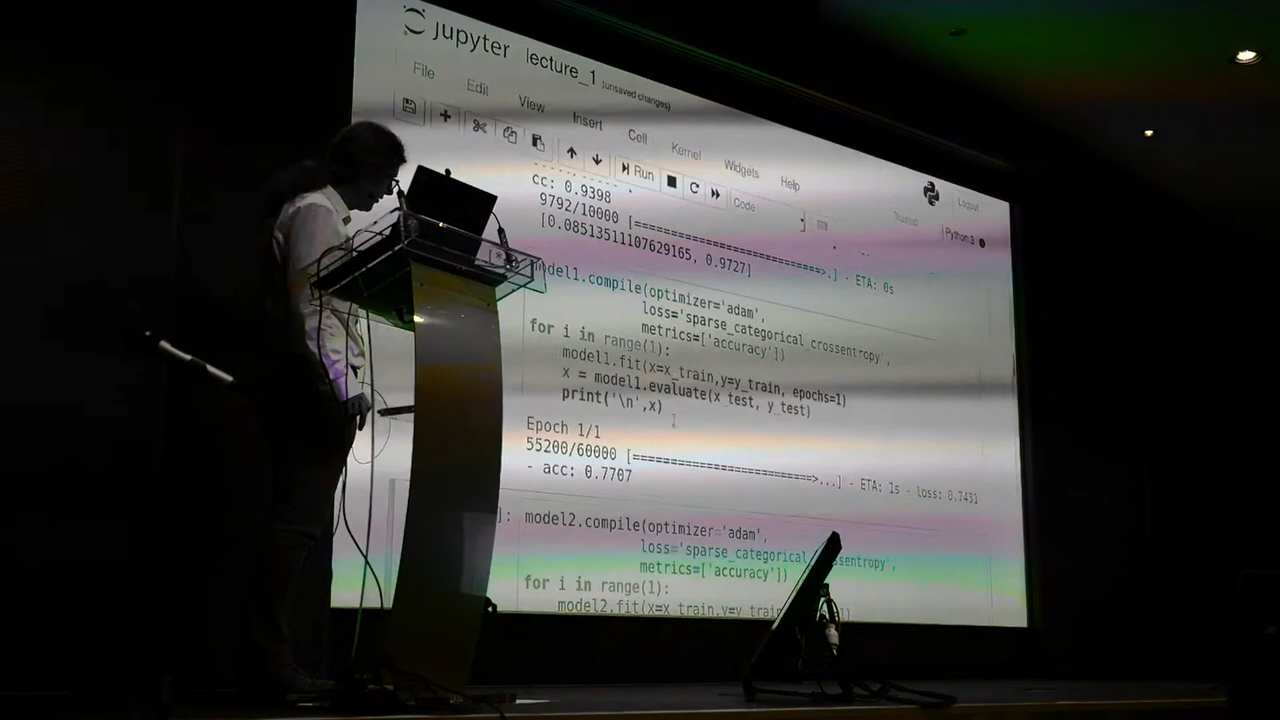 jupyter lecture_1 (unsaved changes)
File Edit View Insert Cell Kernel Widgets Help
Trusted Python 3 Logout
Run Code
cc: 0.9398
9792/10000 [===========================>.] - ETA: 0s
[0.08513511107629165, 0.9727]
[*
model1.compile(optimizer='adam',
loss='sparse_categorical_crossentropy',
metrics=['accuracy'])
for i in range(1):
model1.fit(x=x_train,y=y_train, epochs=1)
x = model1.evaluate(x_test, y_test)
print('\n',x)
Epoch 1/1
55200/60000 [==========================>...] - ETA: 1s - loss: 0.7433
- acc: 0.7707
]: model2.compile(optimizer='adam',
loss='sparse_categorical ssentropy',
metrics=['accuracy'])
for i in range(1):
model2.fit(x=x_train,y=y_trai